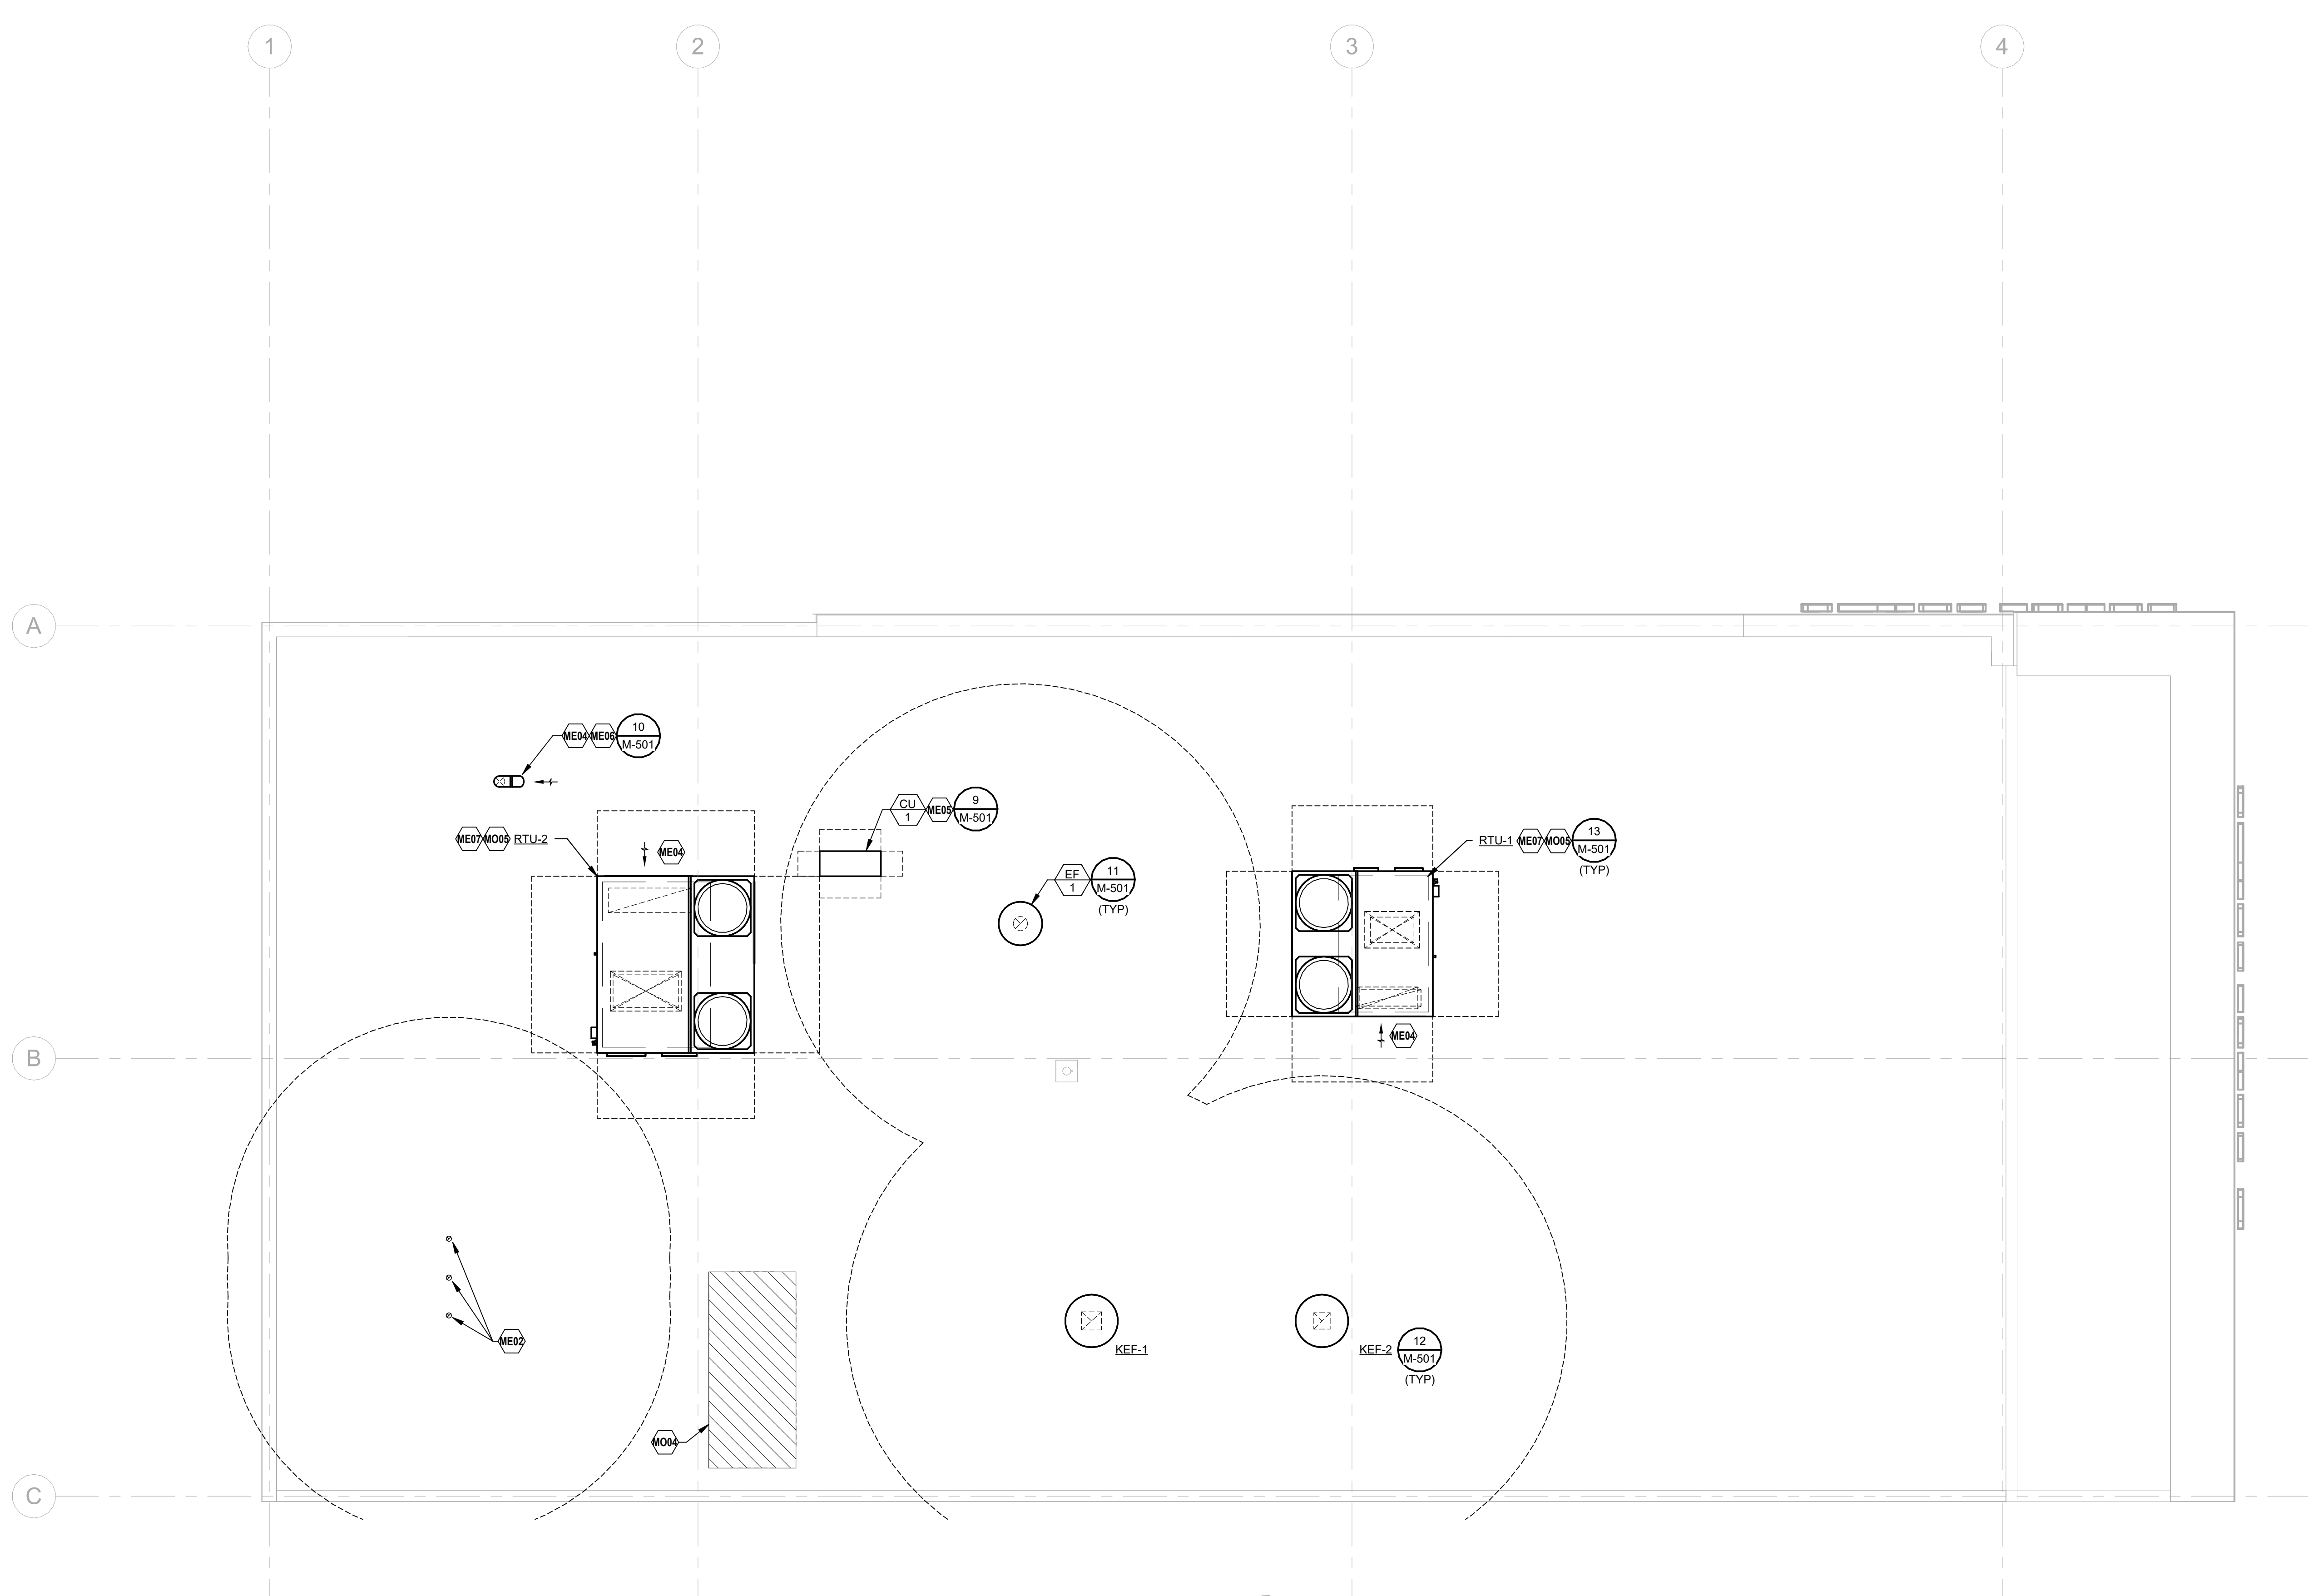 1
2
3
4
A
ME04 ME06 10
M-501
CU
1
ME05
9
M-501
ME07 MO05 RTU-2
ME04
RTU-1 ME07 MO05
13
M-501
(TYP)
EF
1
11
M-501
(TYP)
ME04
B
ME02
KEF-1
KEF-2
12
M-501
(TYP)
MO04
C